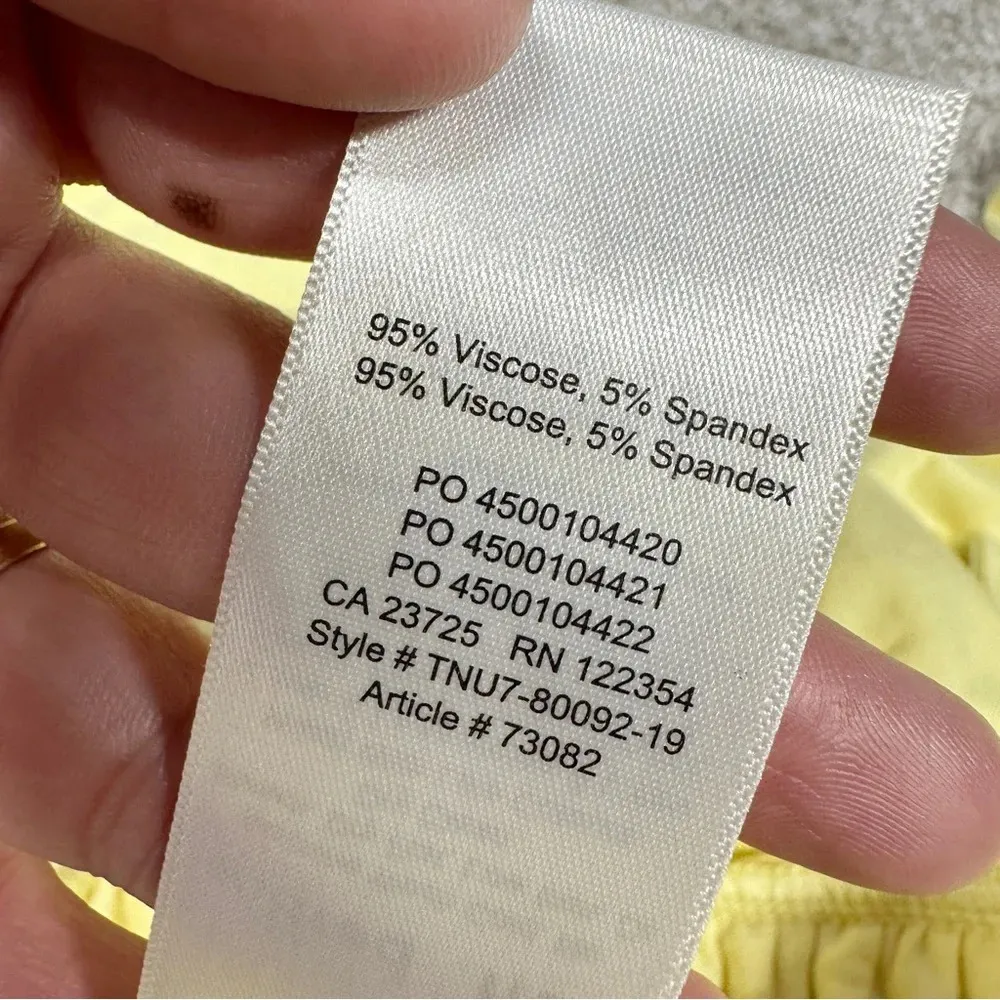 95% Viscose, 5% Spandex
95% Viscose, 5% Spandex
PO 4500104420
PO 4500104421
PO 4500104422
CA 23725 RN 122354
Style # TNU7-80092-19
Article # 73082